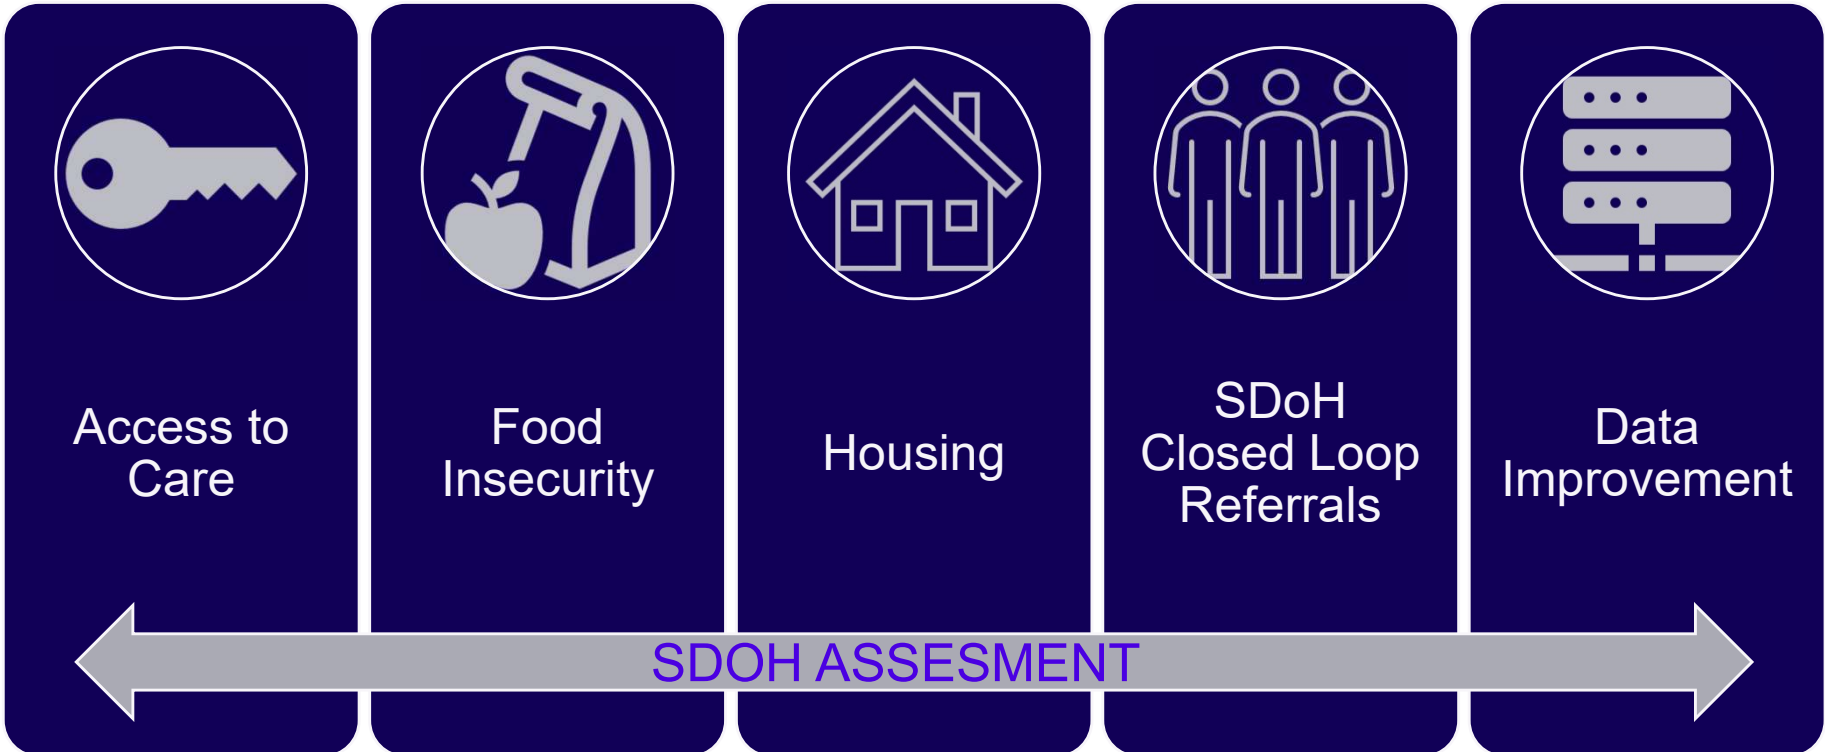 Access to
Care
Food
Insecurity
Housing
SDoH
Closed Loop
Referrals
Data
Improvement
SDOH ASSESMENT